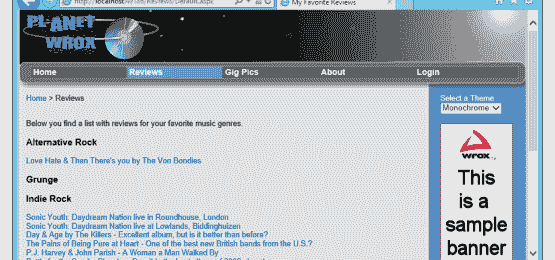 http://localhost
My Favorite Reviews
PLANET
WROX
Home Reviews Gig Pics About Login
Home > Reviews
Select a Theme
Monochrome
Below you find a list with reviews for your favorite music genres.
Alternative Rock
Love Hate & Then There's you by The Von Bondies
Grunge
Indie Rock
Sonic Youth: Daydream Nation live in Roundhouse, London
Sonic Youth: Daydream Nation live at Lowlands, Biddinghuizen
Day & Age by The Killers - Excellent album, but is it better than before?
The Pains of Being Pure at Heart - One of the best new British bands from the U.S.?
P.J. Harvey & John Parish - A Woman a Man Walked By
wrox
This
is a
sample
banner